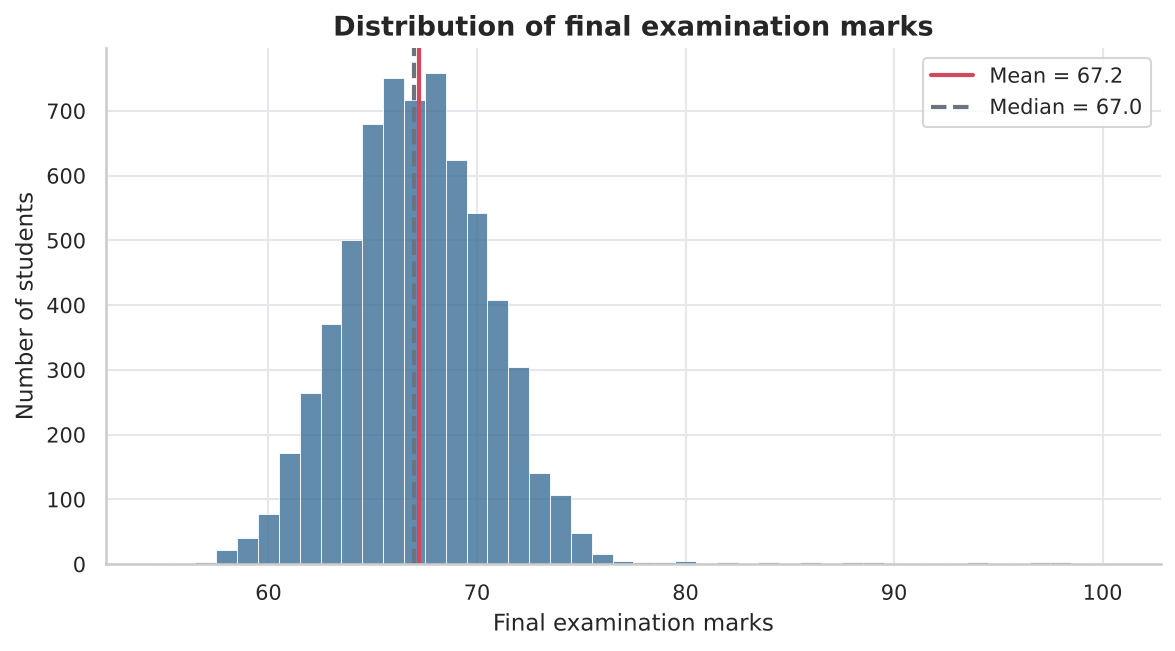 Distribution of final examination marks
Mean = 67.2
Median = 67.0
Number of students
700
600
500
400
300
200
100
0
60
70
80
90
100
Final examination marks